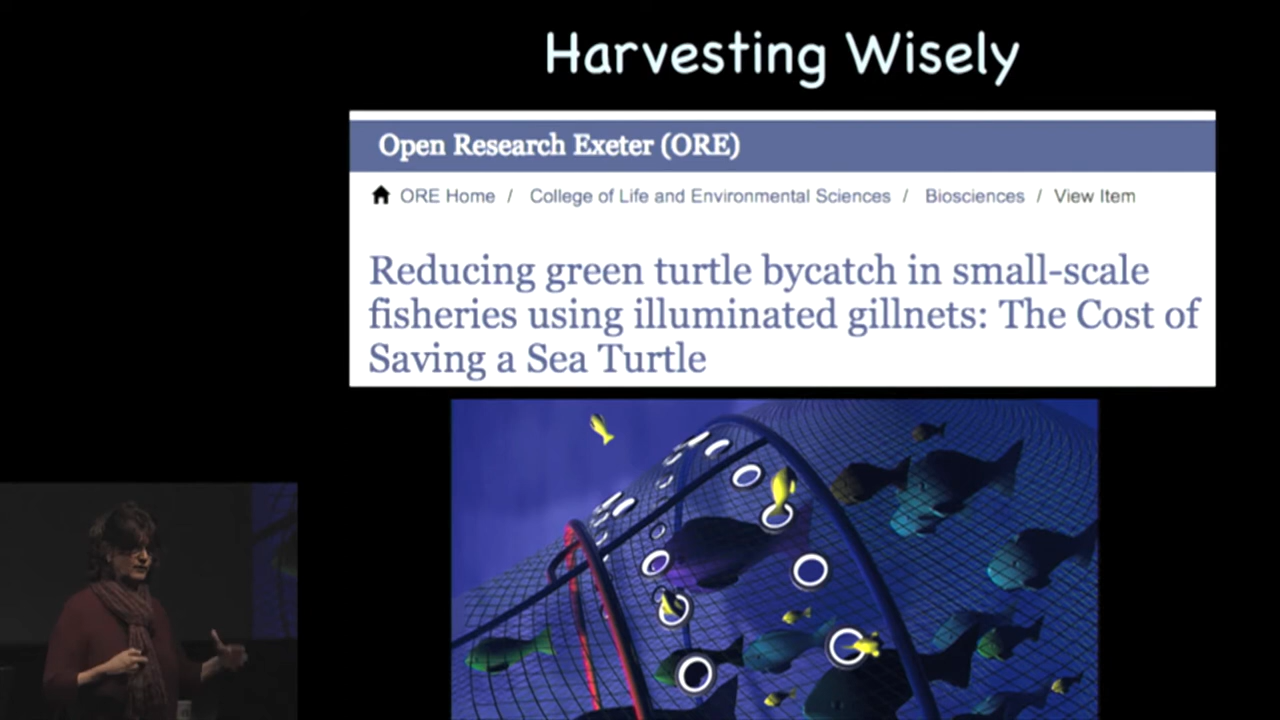 Harvesting Wisely
Open Research Exeter (ORE)
ORE Home / College of Life and Environmental Sciences / Biosciences / View Item
Reducing green turtle bycatch in small-scale
fisheries using illuminated gillnets: The Cost of
Saving a Sea Turtle